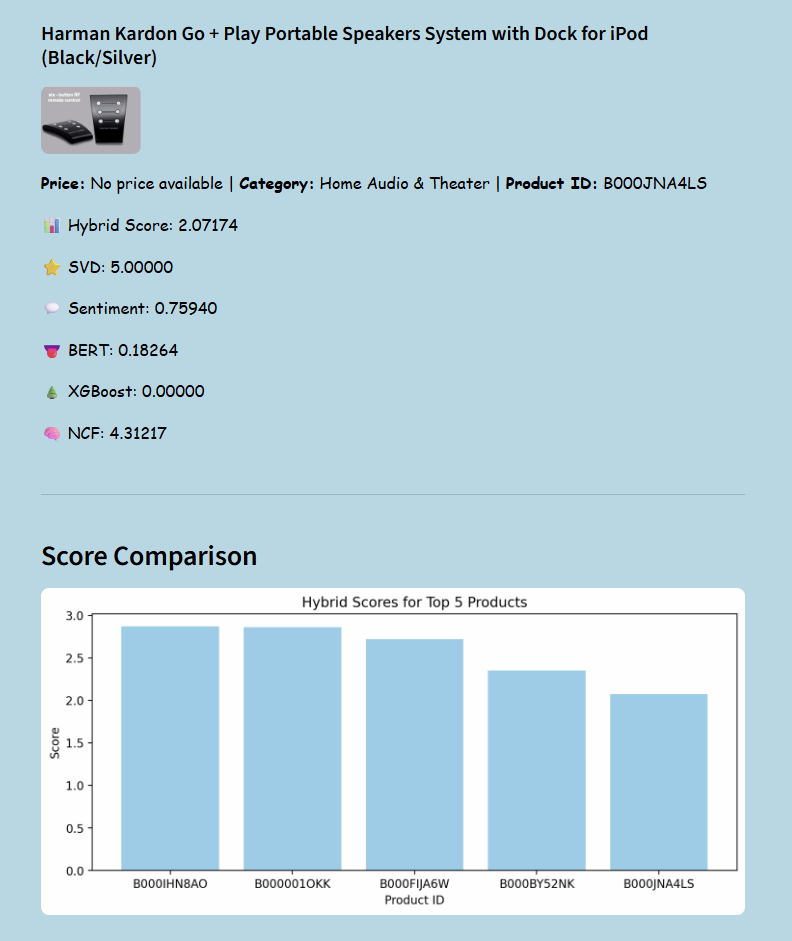 Harman Kardon Go + Play Portable Speakers System with Dock for iPod
(Black/Silver)
six - button RF
remote control
Price: No price available | Category: Home Audio & Theater | Product ID: B000JNA4LS
Hybrid Score: 2.07174
SVD: 5.00000
Sentiment: 0.75940
BERT: 0.18264
XGBoost: 0.00000
NCF: 4.31217
Score Comparison
Hybrid Scores for Top 5 Products
3.0
2.5
2.0
1.5
1.0
0.5
0.0
Score
B000IHN8AO B000001OKK B000FIJA6W B000BY52NK B000JNA4LS
Product ID